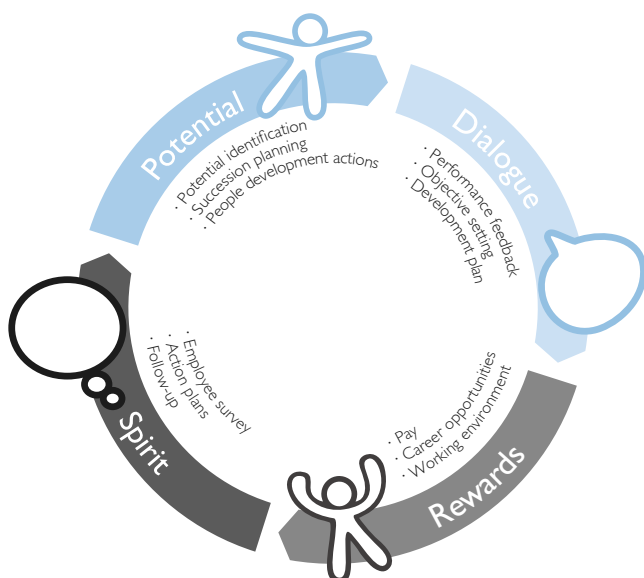 Potential
· Potential identification
· Succession planning
· People development actions
Dialogue
· Performance feedback
· Objective setting
· Development plan
Rewards
· Pay
· Career opportunities
· Working environment
Spirit
· Employee survey
· Action plans
· Follow-up